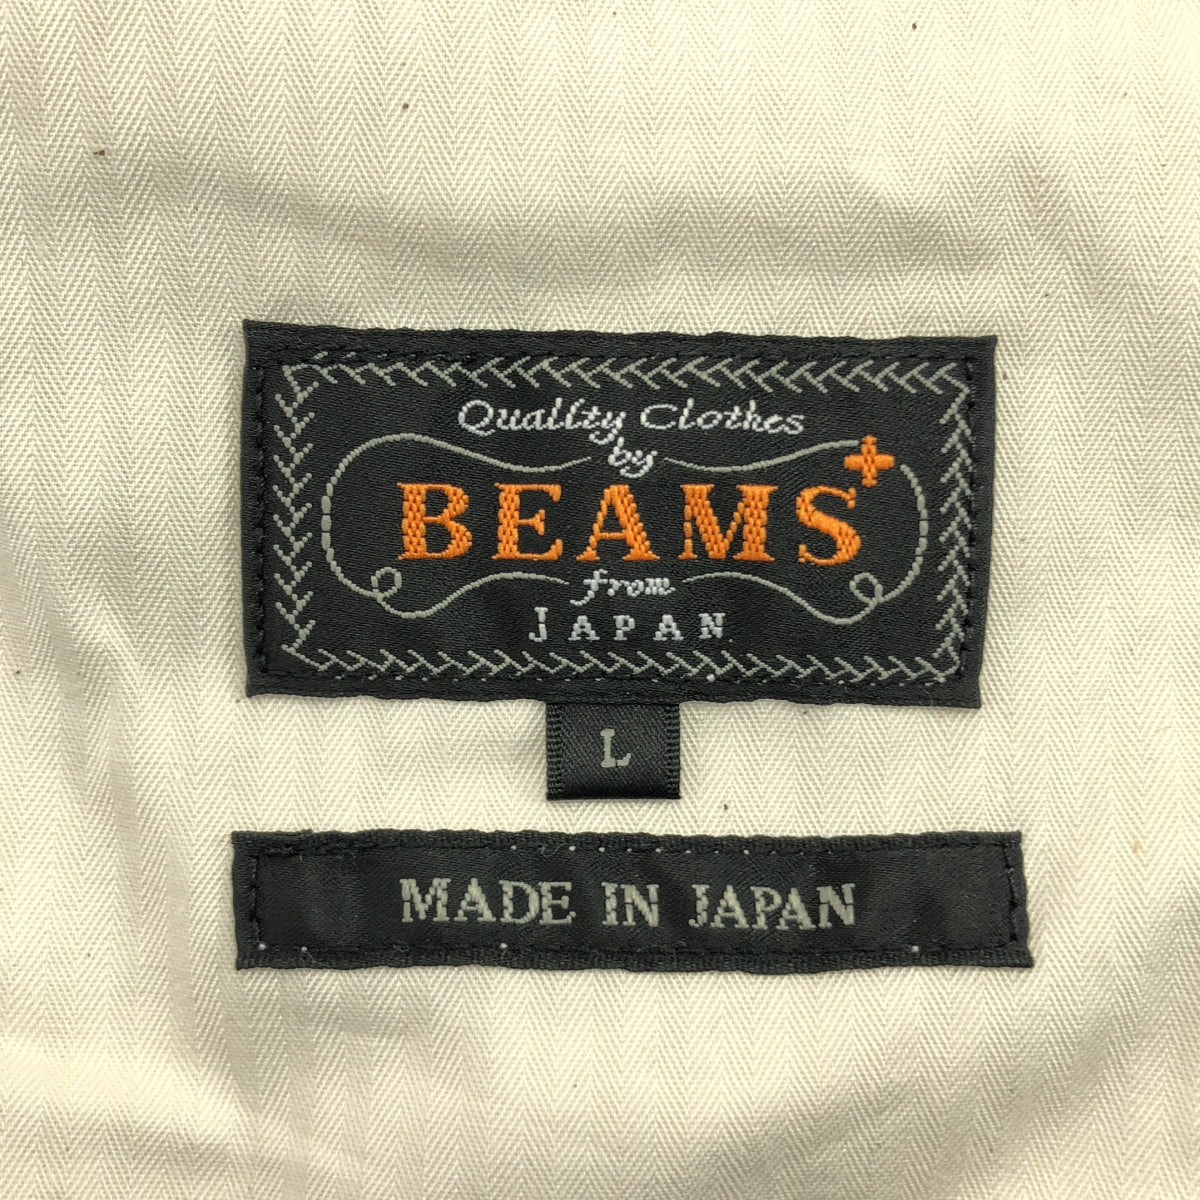 Quality Clothes
by
BEAMS+
from
JAPAN
L
MADE IN JAPAN